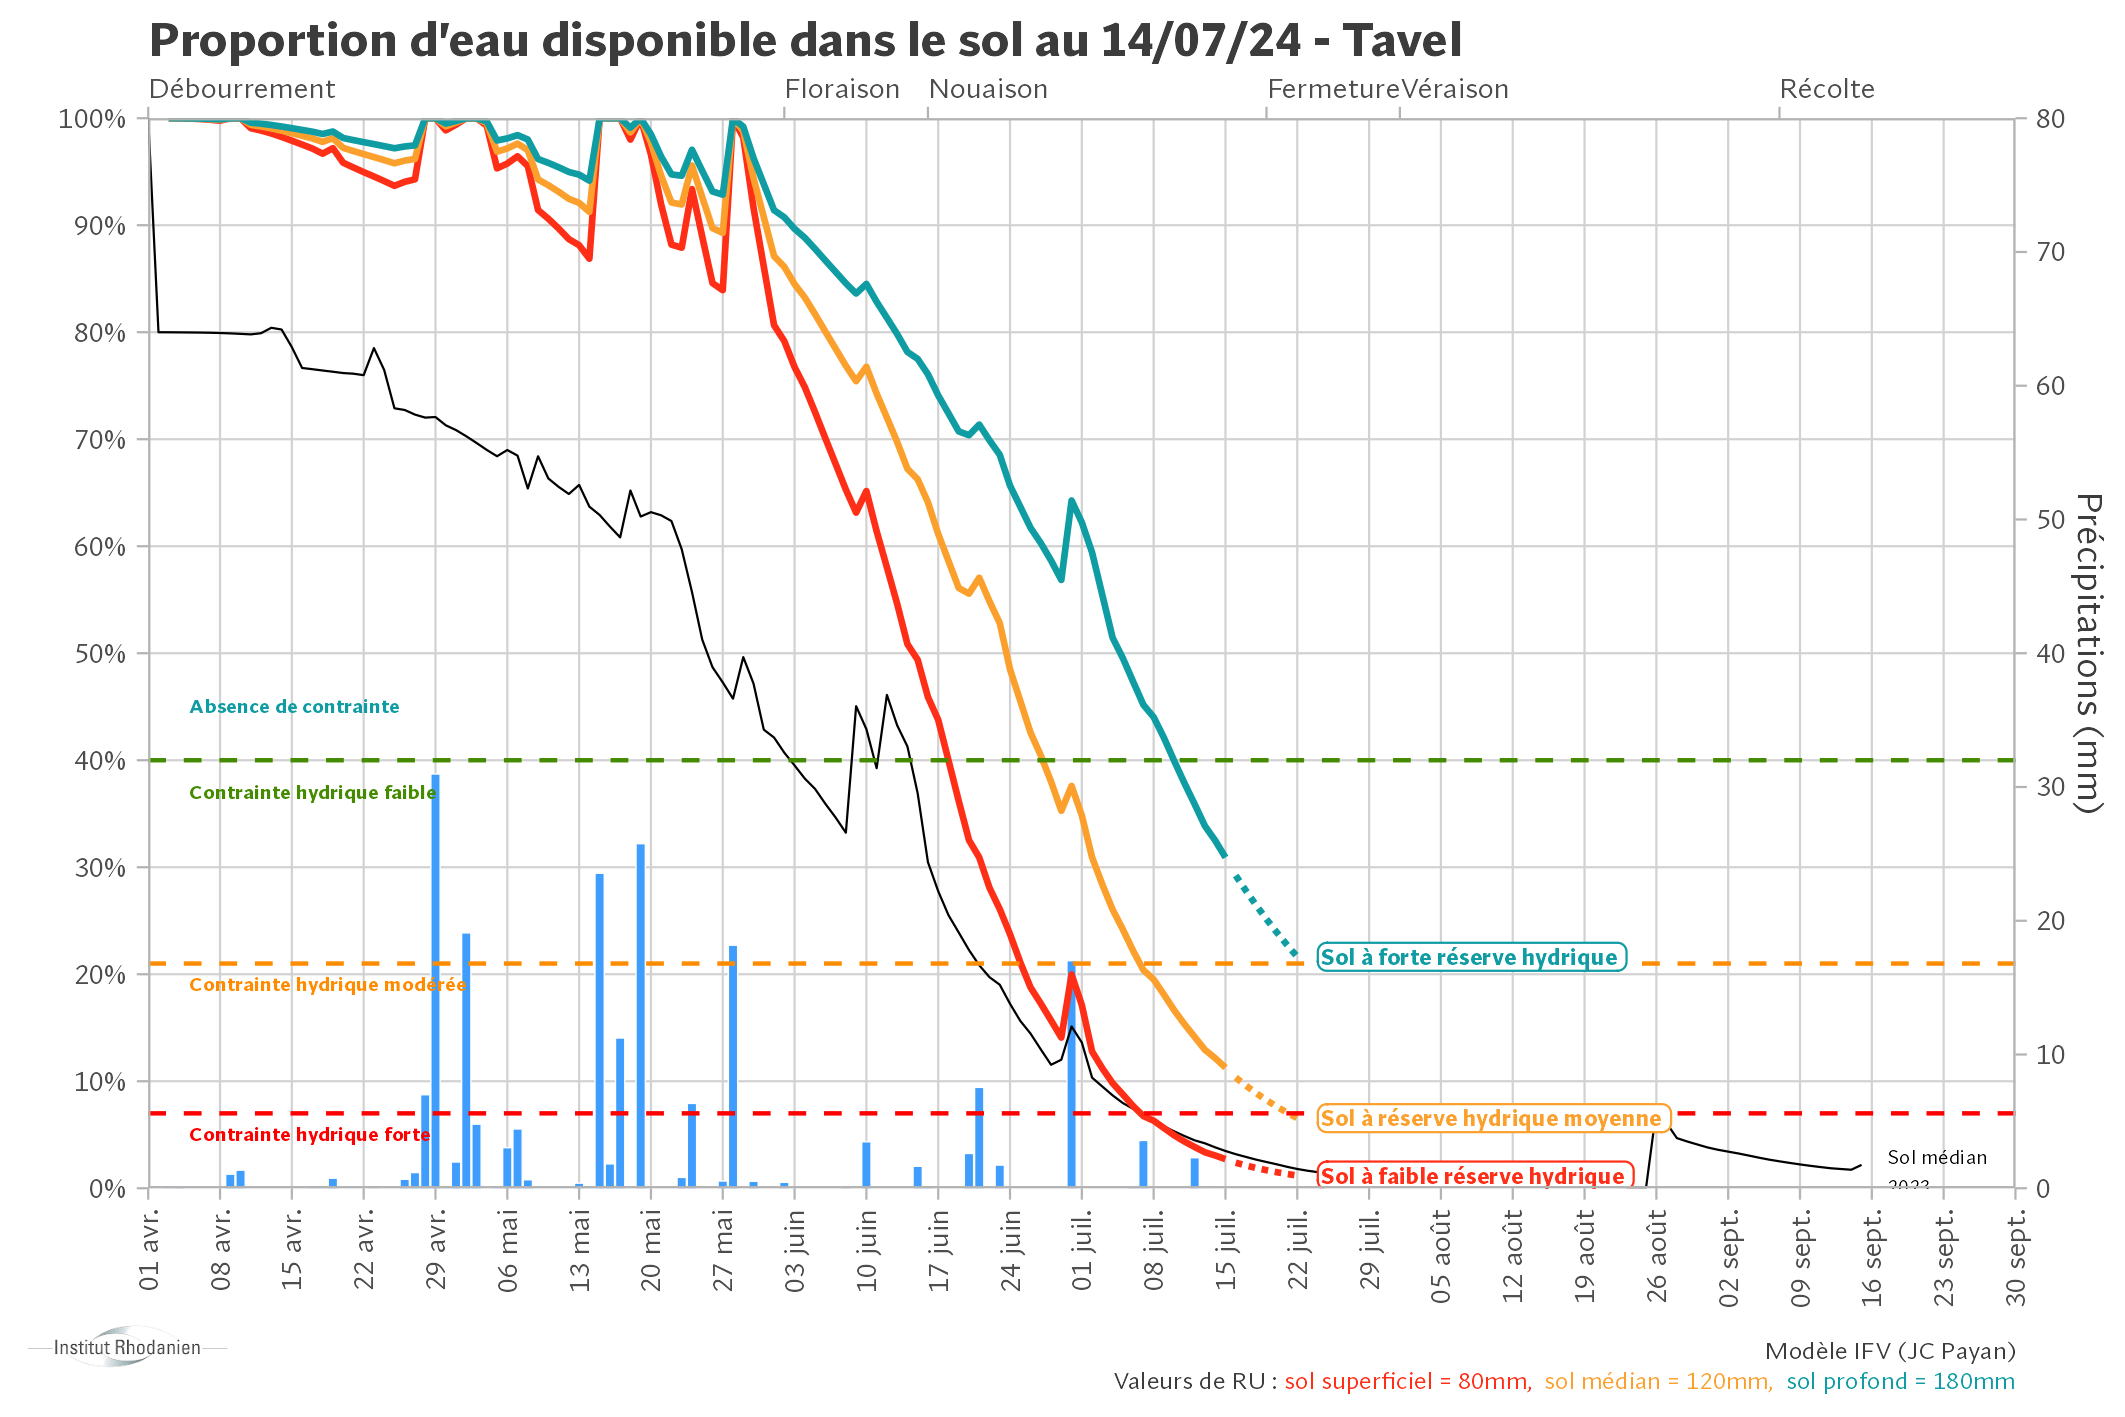 Proportion d'eau disponible dans le sol au 14/07/24 - Tavel
Débourrement Floraison Nouaison Fermeture Véraison Récolte
100%
90%
80%
70%
60%
50%
40%
30%
20%
10%
0%
80
70
60
50
40
30
20
10
0
Précipitations (mm)
Absence de contrainte
Contrainte hydrique faible
Contrainte hydrique modérée
Contrainte hydrique forte
Sol à forte réserve hydrique
Sol à réserve hydrique moyenne
Sol à faible réserve hydrique
Sol médian
2023
01 avr.
08 avr.
15 avr.
22 avr.
29 avr.
06 mai
13 mai
20 mai
27 mai
03 juin
10 juin
17 juin
24 juin
01 juil.
08 juil.
15 juil.
22 juil.
29 juil.
05 août
12 août
19 août
26 août
02 sept.
09 sept.
16 sept.
23 sept.
30 sept.
Institut Rhodanien
Modèle IFV (JC Payan)
Valeurs de RU : sol superficiel = 80mm, sol médian = 120mm, sol profond = 180mm